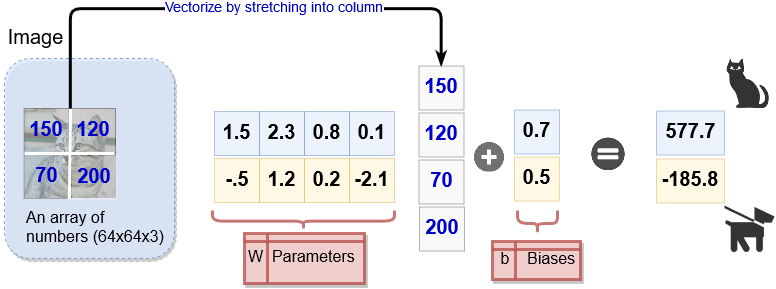 Vectorize by stretching into column
Image
150 120
70 200
An array of
numbers (64x64x3)
1.5 2.3 0.8 0.1
-.5 1.2 0.2 -2.1
W Parameters
150
120
70
200
+
0.7
0.5
b Biases
=
577.7
-185.8